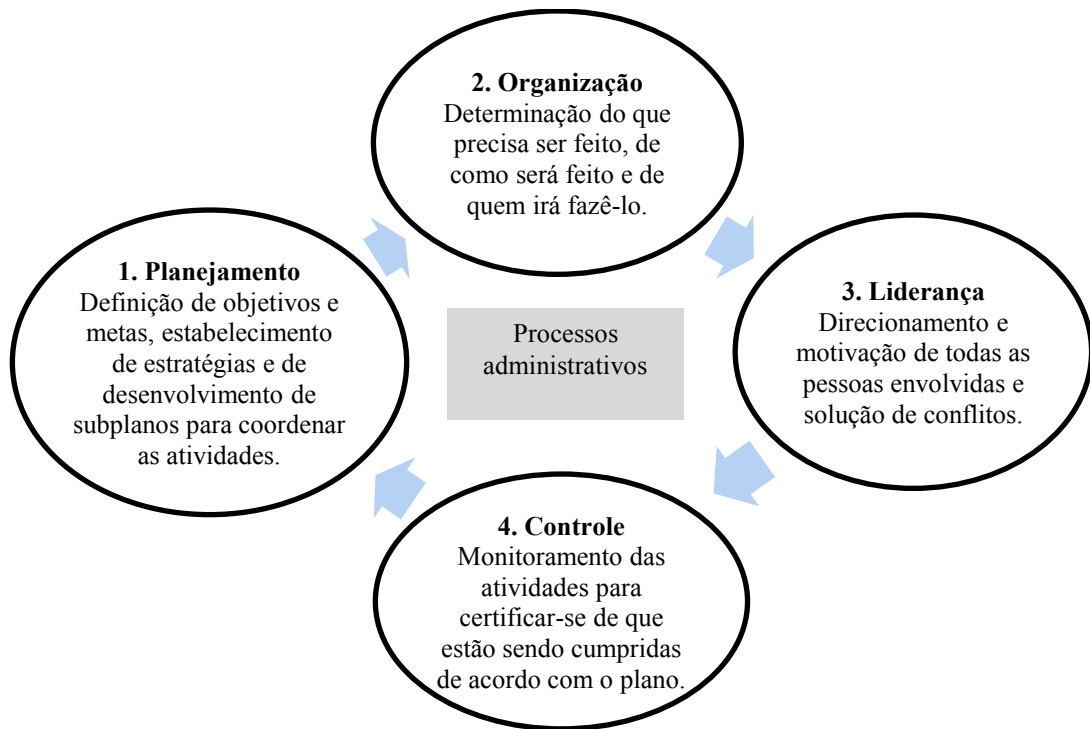 2. Organização
Determinação do que
precisa ser feito, de
como será feito e de
quem irá fazê-lo.
1. Planejamento
Definição de objetivos e
metas, estabelecimento
de estratégias e de
desenvolvimento de
subplanos para coordenar
as atividades.
Processos
administrativos
3. Liderança
Direcionamento e
motivação de todas as
pessoas envolvidas e
solução de conflitos.
4. Controle
Monitoramento das
atividades para
certificar-se de que
estão sendo cumpridas
de acordo com o plano.